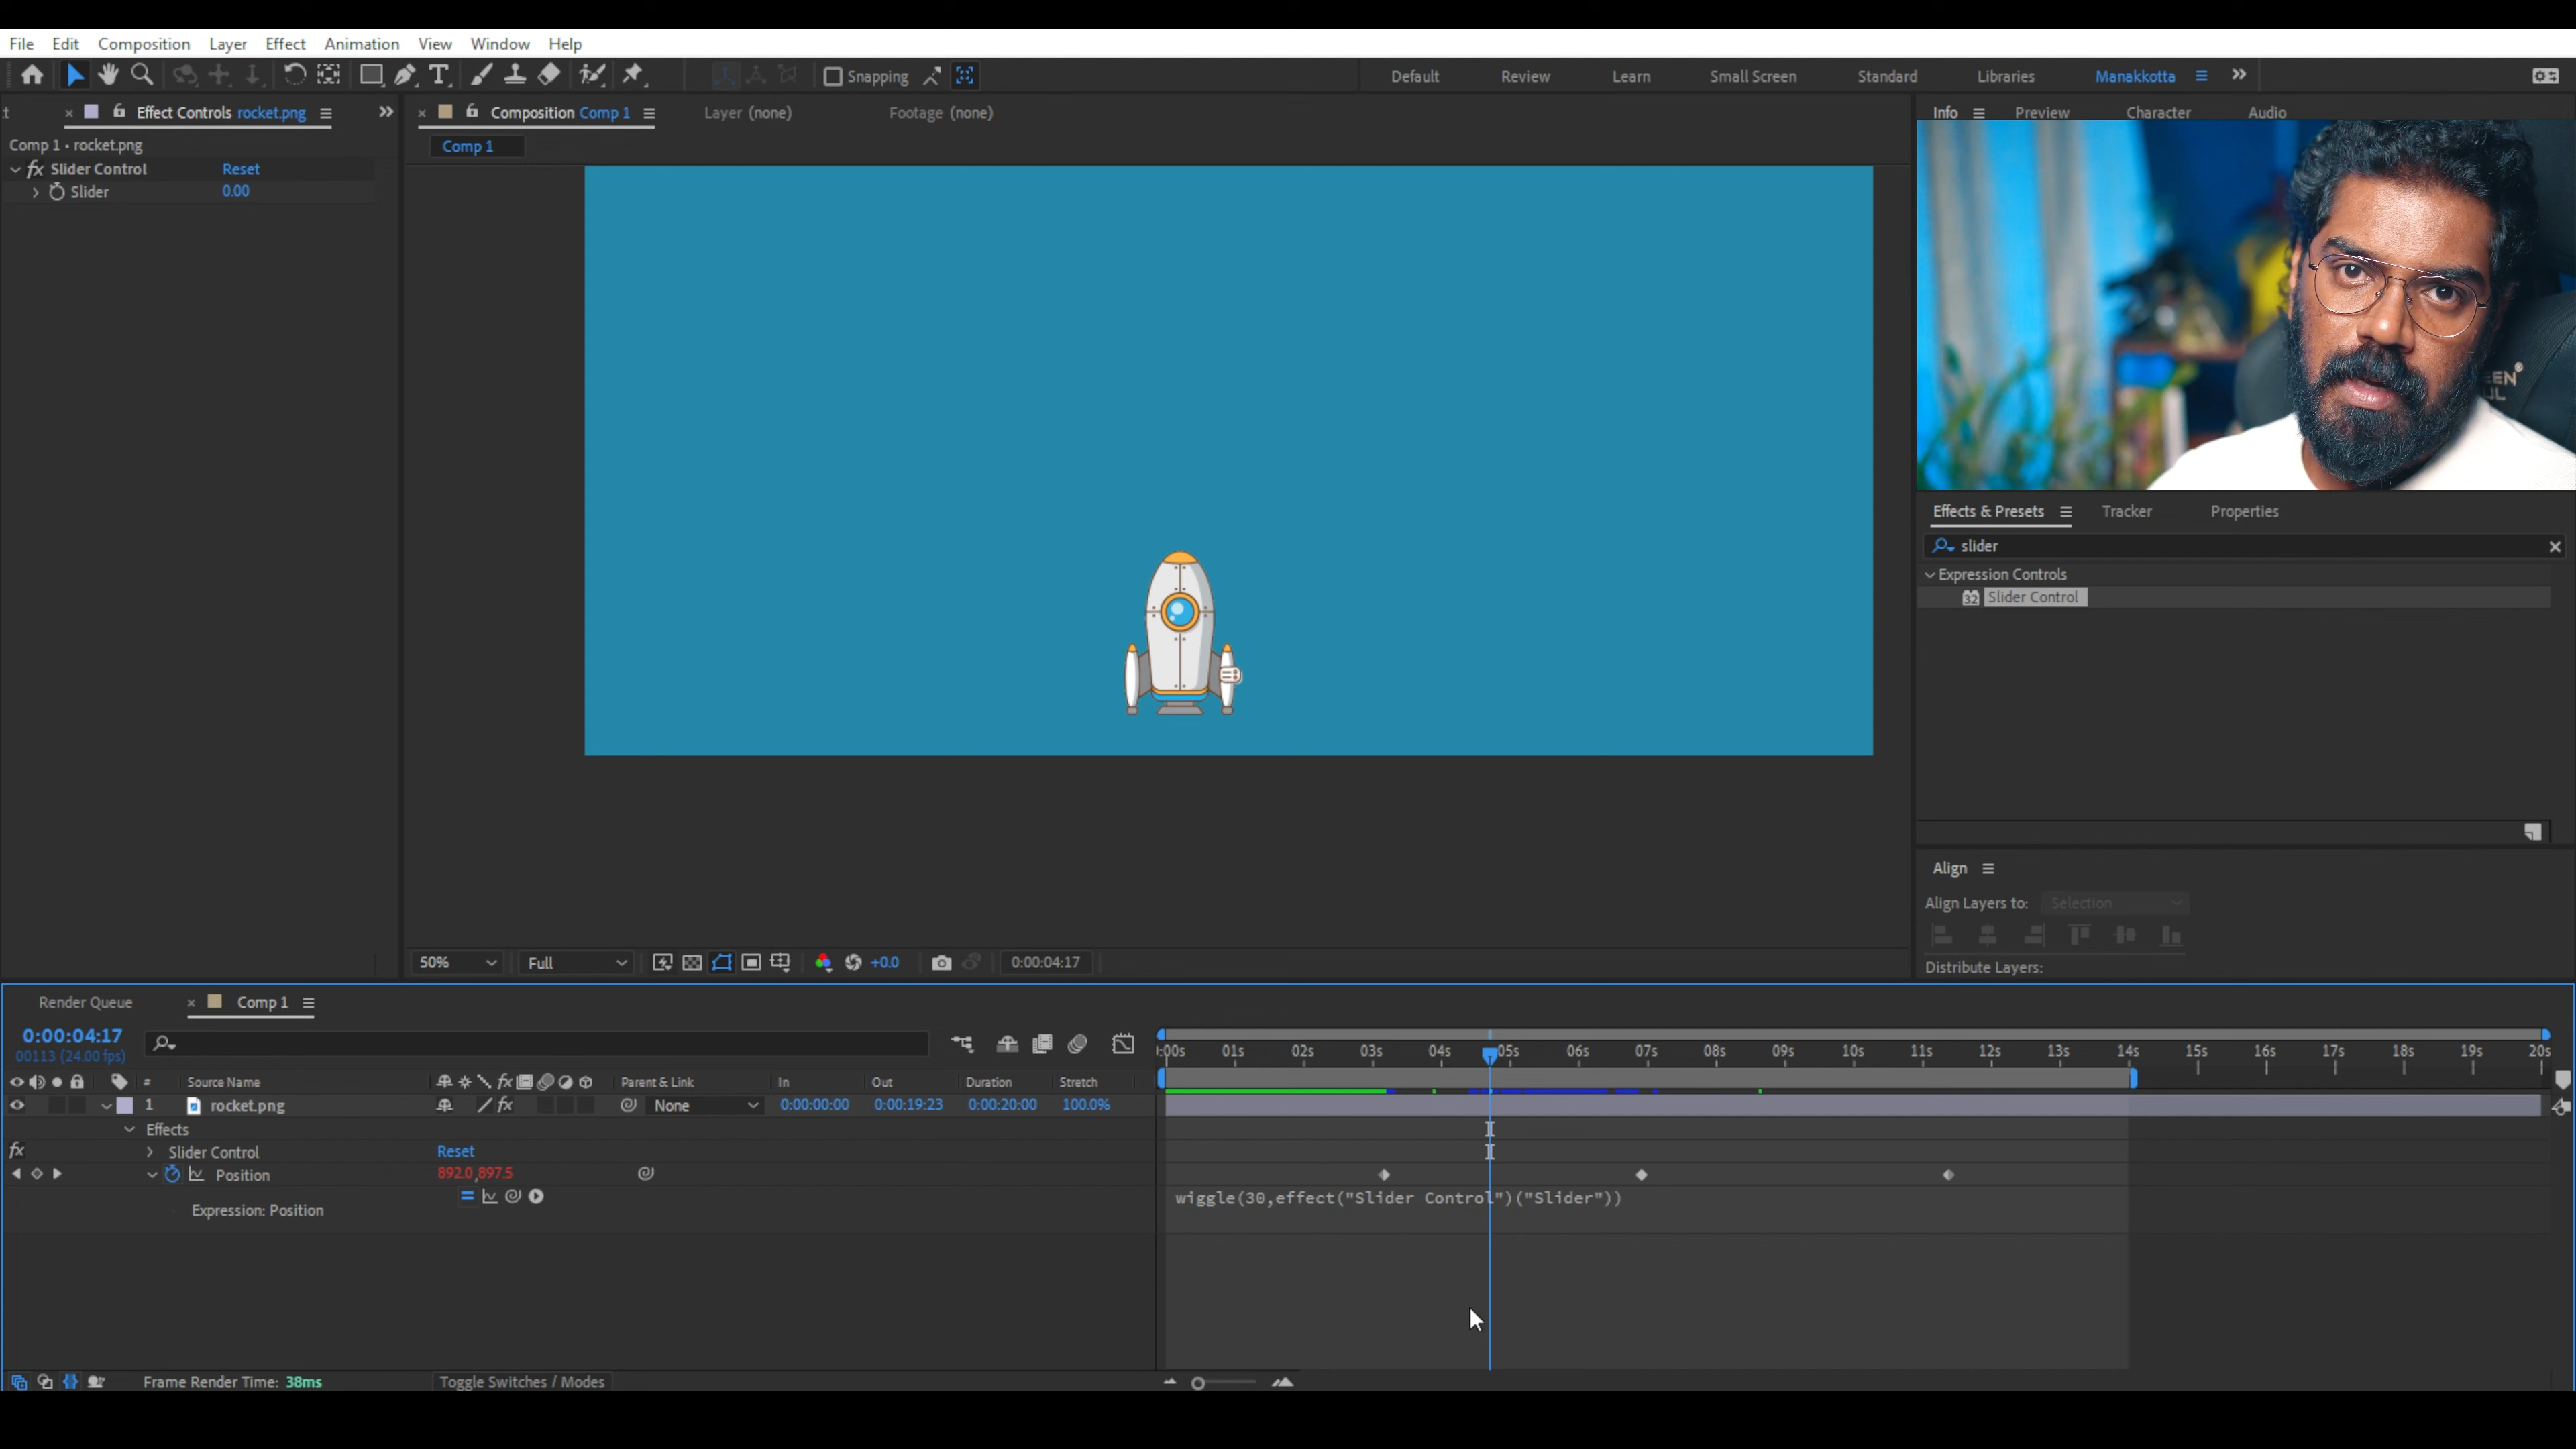 File Edit Composition Layer Effect Animation View Window Help
Snapping Default Review Learn Small Screen Standard Libraries Manakkotta
t Effect Controls rocket.png Composition Comp 1 Layer (none) Footage (none) Info Preview Character Audio
Comp 1 • rocket.png
Comp 1
fx Slider Control Reset
Slider 0.00
Effects & Presets Tracker Properties
slider
Expression Controls
32 Slider Control
Align
Align Layers to: Selection
Distribute Layers:
50% Full +0.0 0:00:04:17
Render Queue Comp 1
0:00:04:17
00113 (24.00 fps)
:00s 01s 02s 03s 04s 05s 06s 07s 08s 09s 10s 11s 12s 13s 14s 15s 16s 17s 18s 19s 20s
# Source Name fx Parent & Link In Out Duration Stretch
1 rocket.png fx None 0:00:00:00 0:00:19:23 0:00:20:00 100.0%
Effects
fx Slider Control Reset
Position 892.0,897.5
wiggle(30,effect("Slider Control")("Slider"))
Expression: Position
Frame Render Time: 38ms Toggle Switches / Modes